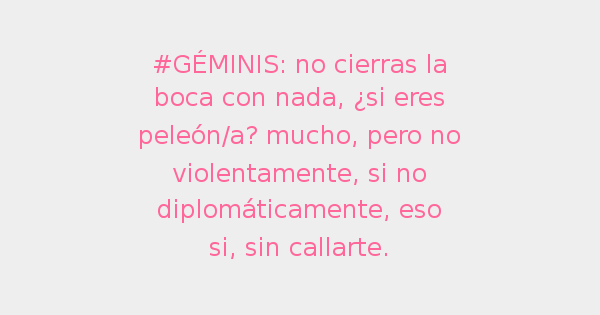 #GÉMINIS: no cierras la
boca con nada, ¿si eres
peleón/a? mucho, pero no
violentamente, si no
diplomáticamente, eso
si, sin callarte.